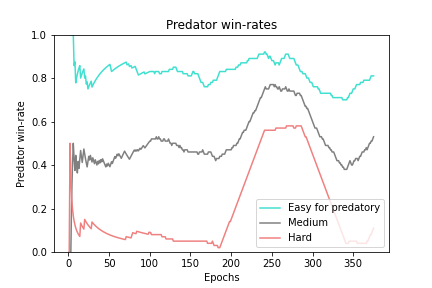 Predator win-rates
Predator win-rate
1.0
0.8
0.6
0.4
0.2
0.0
Easy for predatory
Medium
Hard
0
50
100
150
200
250
300
350
Epochs